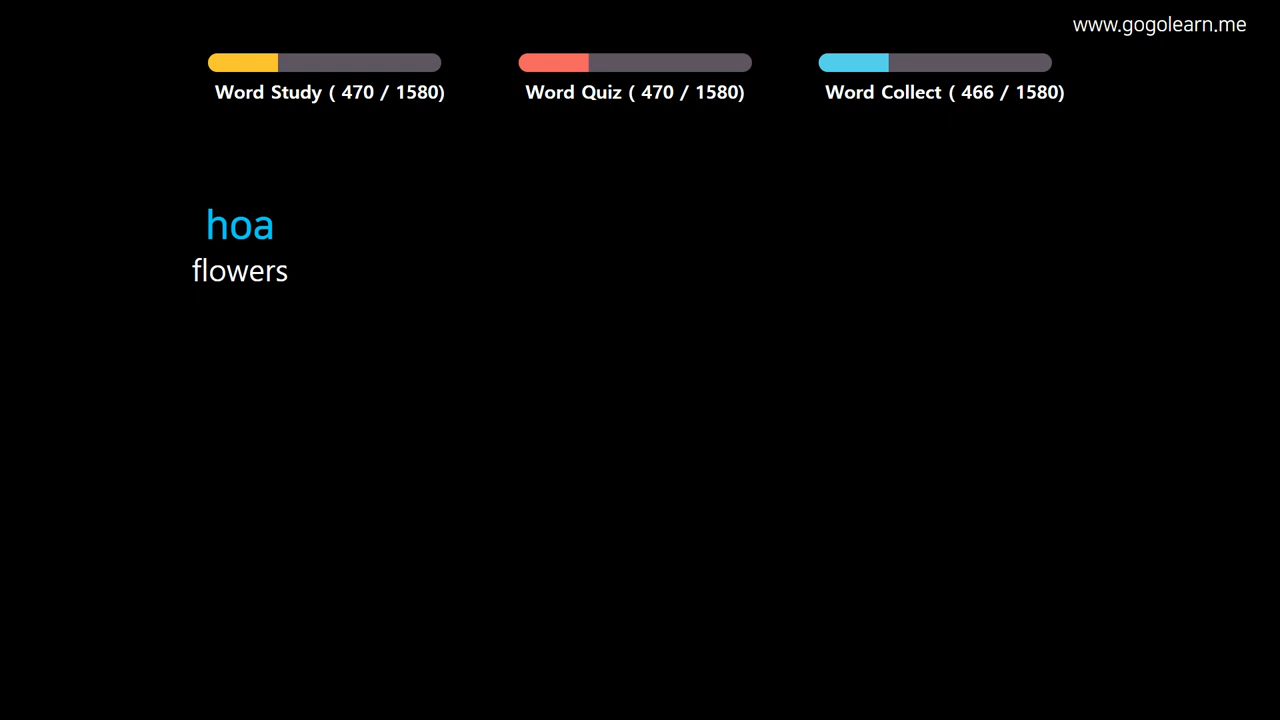 www.gogolearn.me
Word Study ( 470 / 1580)
Word Quiz ( 470 / 1580)
Word Collect ( 466 / 1580)
hoa
flowers